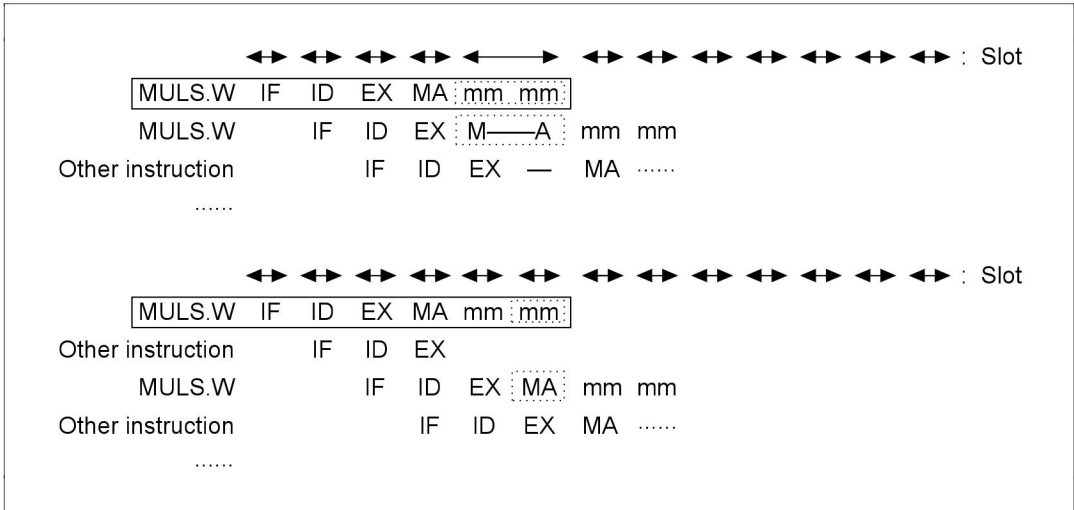 : Slot
MULS.W IF ID EX MA mm mm
MULS.W IF ID EX M——A mm mm
Other instruction IF ID EX — MA ······
······
: Slot
MULS.W IF ID EX MA mm mm
Other instruction IF ID EX
MULS.W IF ID EX MA mm mm
Other instruction IF ID EX MA ······
······